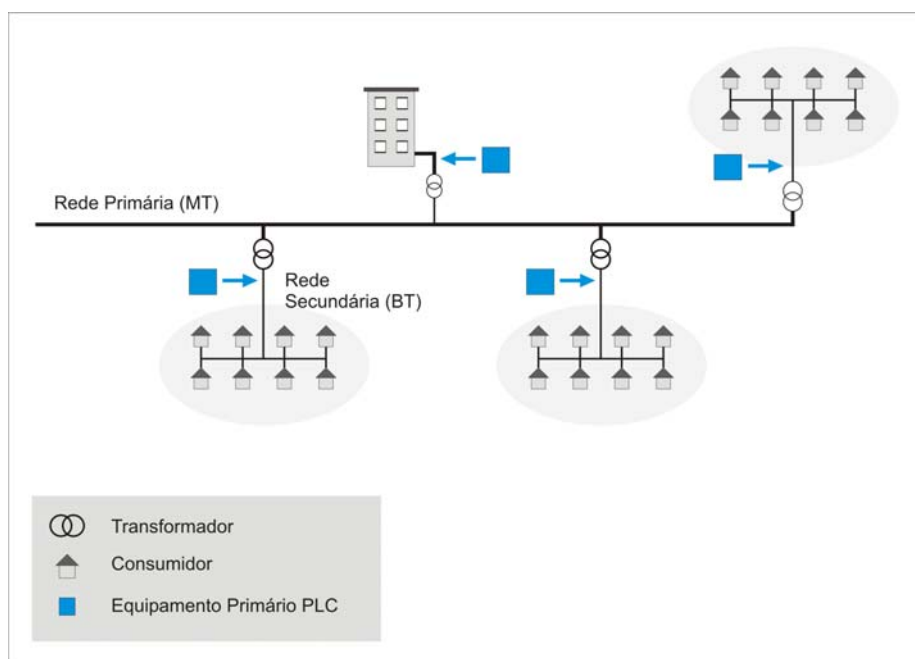 Rede Primária (MT)
Rede
Secundária (BT)
Transformador
Consumidor
Equipamento Primário PLC